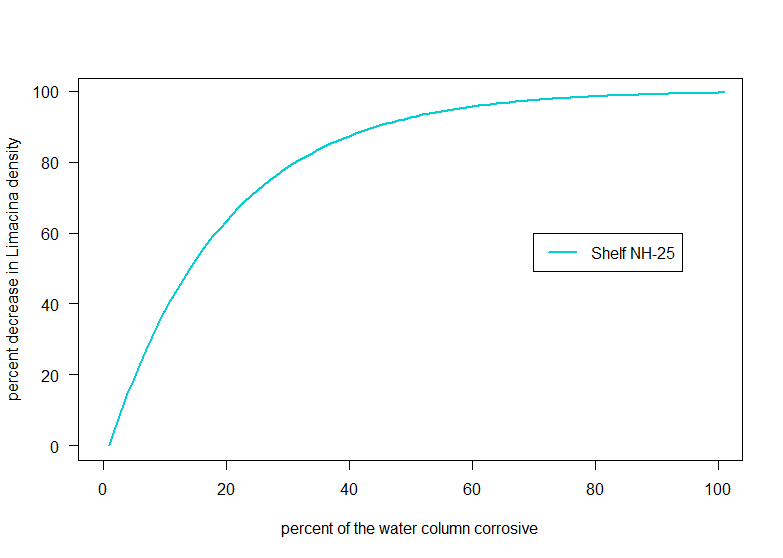 percent decrease in Limacina density
100
80
60
40
20
0
Shelf NH-25
0 20 40 60 80 100
percent of the water column corrosive